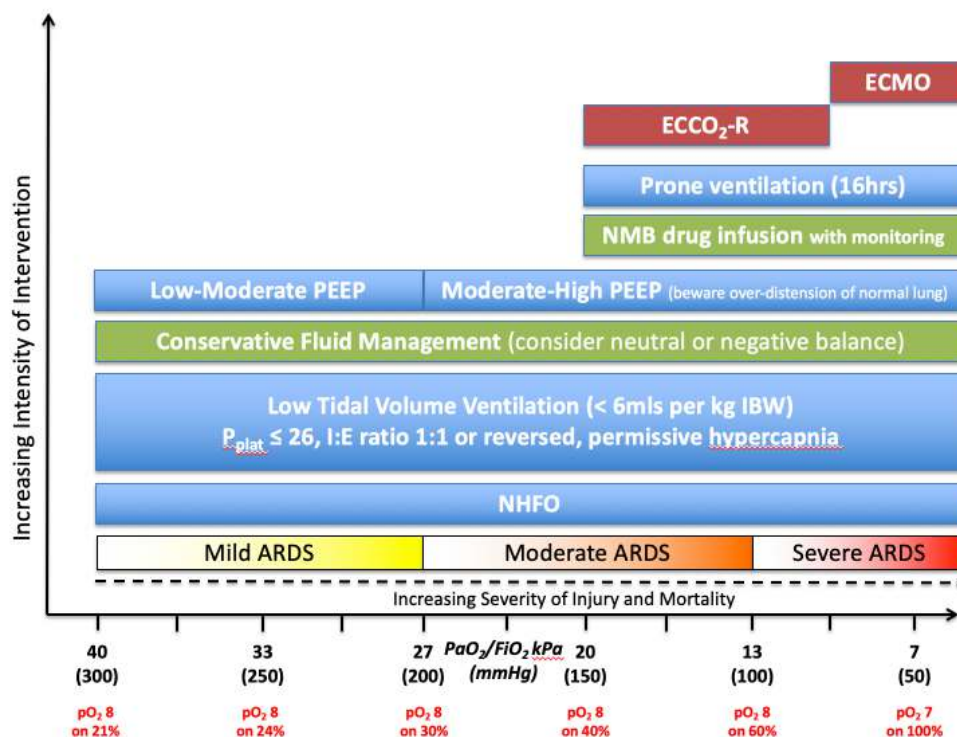 Increasing Intensity of Intervention
ECMO
ECCO₂-R
Prone ventilation (16hrs)
NMB drug infusion with monitoring
Low-Moderate PEEP
Moderate-High PEEP (beware over-distension of normal lung)
Conservative Fluid Management (consider neutral or negative balance)
Low Tidal Volume Ventilation (< 6mls per kg IBW)
Pplat ≤ 26, I:E ratio 1:1 or reversed, permissive hypercapnia
NHFO
Mild ARDS
Moderate ARDS
Severe ARDS
Increasing Severity of Injury and Mortality
40 33 27 PaO₂/FiO₂ kPa 20 13 7
(300) (250) (200) (mmHg) (150) (100) (50)
pO₂ 8 pO₂ 8 pO₂ 8 pO₂ 8 pO₂ 8 pO₂ 7
on 21% on 24% on 30% on 40% on 60% on 100%